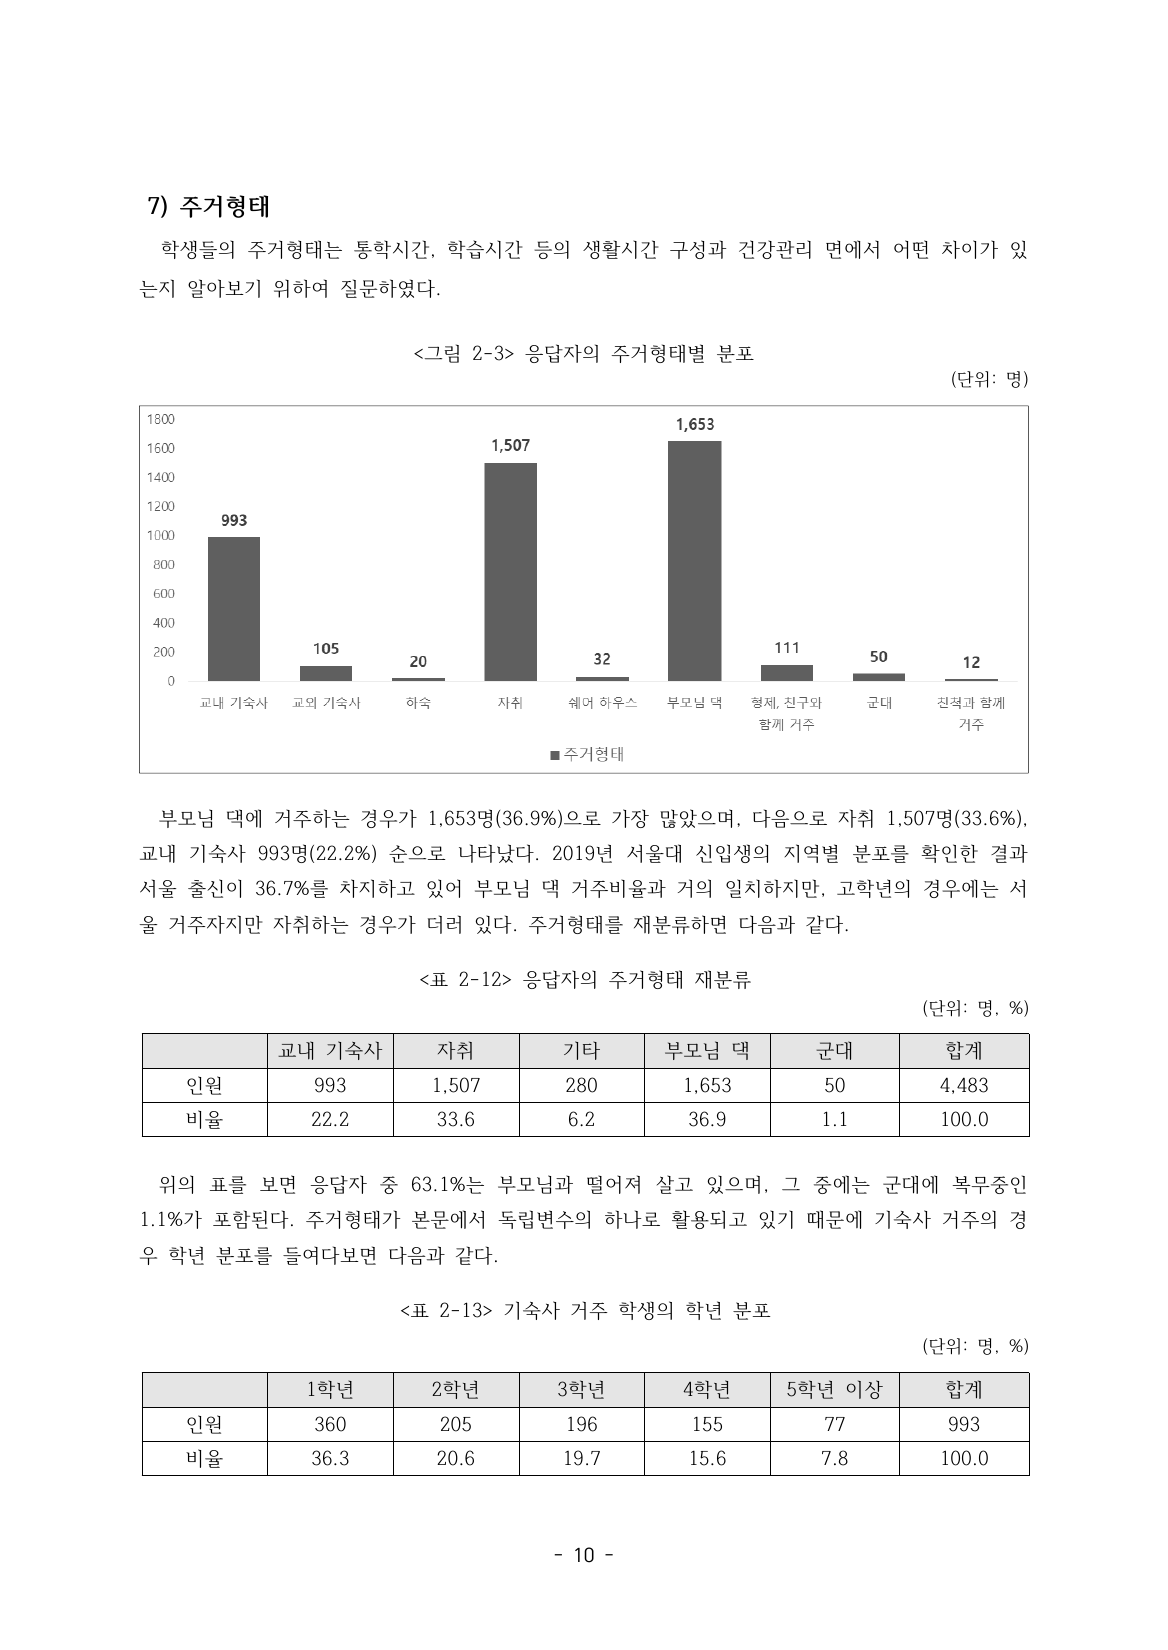 7) 주거형태
학생들의 주거형태는 통학시간, 학습시간 등의 생활시간 구성과 건강관리 면에서 어떤 차이가 있
는지 알아보기 위하여 질문하였다.
<그림 2-3> 응답자의 주거형태별 분포
(단위: 명)
1800
1600
1400
1200
1000
800
600
400
200
0
993
105
20
1,507
32
1,653
111
50
12
교내 기숙사 교외 기숙사 하숙 자취 쉐어 하우스 부모님 댁 형제, 친구와 군대 친척과 함께
함께 거주 거주
■ 주거형태
부모님 댁에 거주하는 경우가 1,653명(36.9%)으로 가장 많았으며, 다음으로 자취 1,507명(33.6%),
교내 기숙사 993명(22.2%) 순으로 나타났다. 2019년 서울대 신입생의 지역별 분포를 확인한 결과
서울 출신이 36.7%를 차지하고 있어 부모님 댁 거주비율과 거의 일치하지만, 고학년의 경우에는 서
울 거주자지만 자취하는 경우가 더러 있다. 주거형태를 재분류하면 다음과 같다.
<표 2-12> 응답자의 주거형태 재분류
(단위: 명, %)
교내 기숙사 자취 기타 부모님 댁 군대 합계
인원 993 1,507 280 1,653 50 4,483
비율 22.2 33.6 6.2 36.9 1.1 100.0
위의 표를 보면 응답자 중 63.1%는 부모님과 떨어져 살고 있으며, 그 중에는 군대에 복무중인
1.1%가 포함된다. 주거형태가 본문에서 독립변수의 하나로 활용되고 있기 때문에 기숙사 거주의 경
우 학년 분포를 들여다보면 다음과 같다.
<표 2-13> 기숙사 거주 학생의 학년 분포
(단위: 명, %)
1학년 2학년 3학년 4학년 5학년 이상 합계
인원 360 205 196 155 77 993
비율 36.3 20.6 19.7 15.6 7.8 100.0
- 10 -